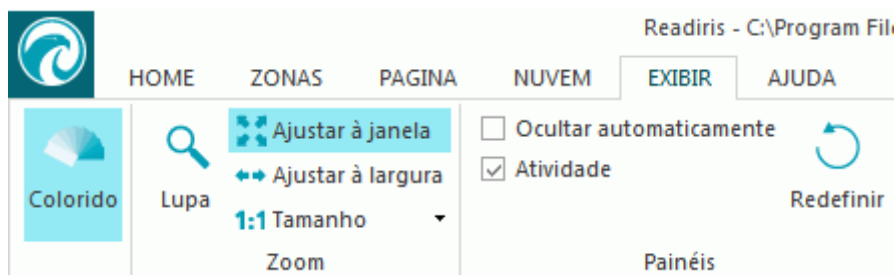 Readiris - C:\Program File
HOME ZONAS PAGINA NUVEM EXIBIR AJUDA
Colorido
Lupa
Ajustar à janela
Ajustar à largura
1:1 Tamanho
Zoom
Ocultar automaticamente
Atividade
Redefinir
Painéis